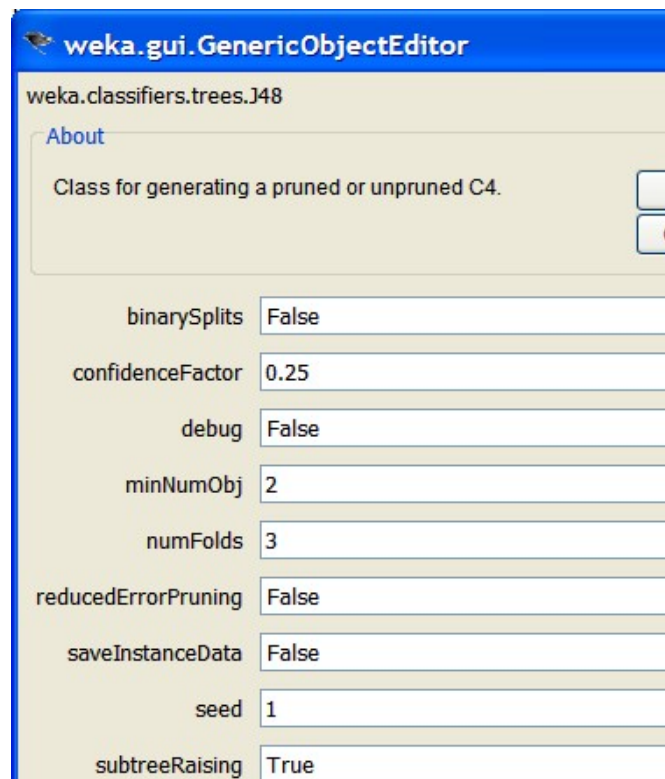 weka.gui.GenericObjectEditor
weka.classifiers.trees.J48
About
Class for generating a pruned or unpruned C4.
binarySplits False
confidenceFactor 0.25
debug False
minNumObj 2
numFolds 3
reducedErrorPruning False
saveInstanceData False
seed 1
subtreeRaising True